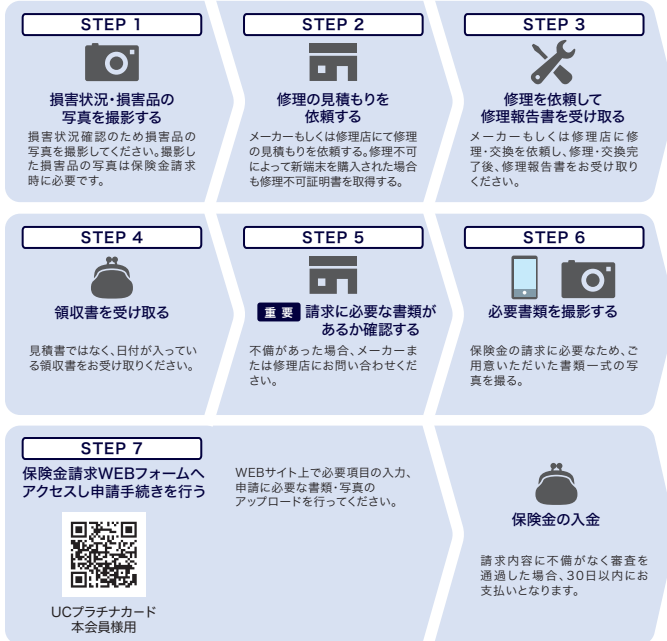 STEP 1
損害状況・損害品の
写真を撮影する
損害状況確認のため損害品の
写真を撮影してください。撮影し
た損害品の写真は保険金請求
時に必要です。
STEP 2
修理の見積もりを
依頼する
メーカーもしくは修理店にて修理
の見積もりを依頼する。修理不可
によって新端末を購入された場合
も修理不可証明書を取得する。
STEP 3
修理を依頼して
修理報告書を受け取る
メーカーもしくは修理店に修
理・交換を依頼し、修理・交換完
了後、修理報告書をお受け取り
ください。
STEP 4
領収書を受け取る
見積書ではなく、日付が入ってい
る領収書をお受け取りください。
STEP 5
重要 請求に必要な書類が
あるか確認する
不備があった場合、メーカーま
たは修理店にお問い合わせくだ
さい。
STEP 6
必要書類を撮影する
保険金の請求に必要なため、ご
用意いただいた書類一式の写
真を撮る。
STEP 7
保険金請求WEBフォームへ
アクセスし申請手続きを行う
UCプラチナカード
本会員様用
WEBサイト上で必要項目の入力、
申請に必要な書類・写真の
アップロードを行ってください。
保険金の入金
請求内容に不備がなく審査を
通過した場合、30日以内にお
支払いとなります。